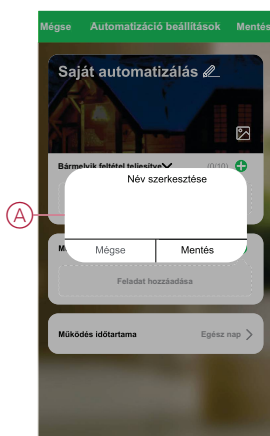 Mégse Automatizáció beállítások Mentés
Saját automatizálás
Bármelyik feltétel teljesítve (0/10)
Név szerkesztése
A
M
Mégse Mentés
Feladat hozzáadása
Működés időtartama Egész nap